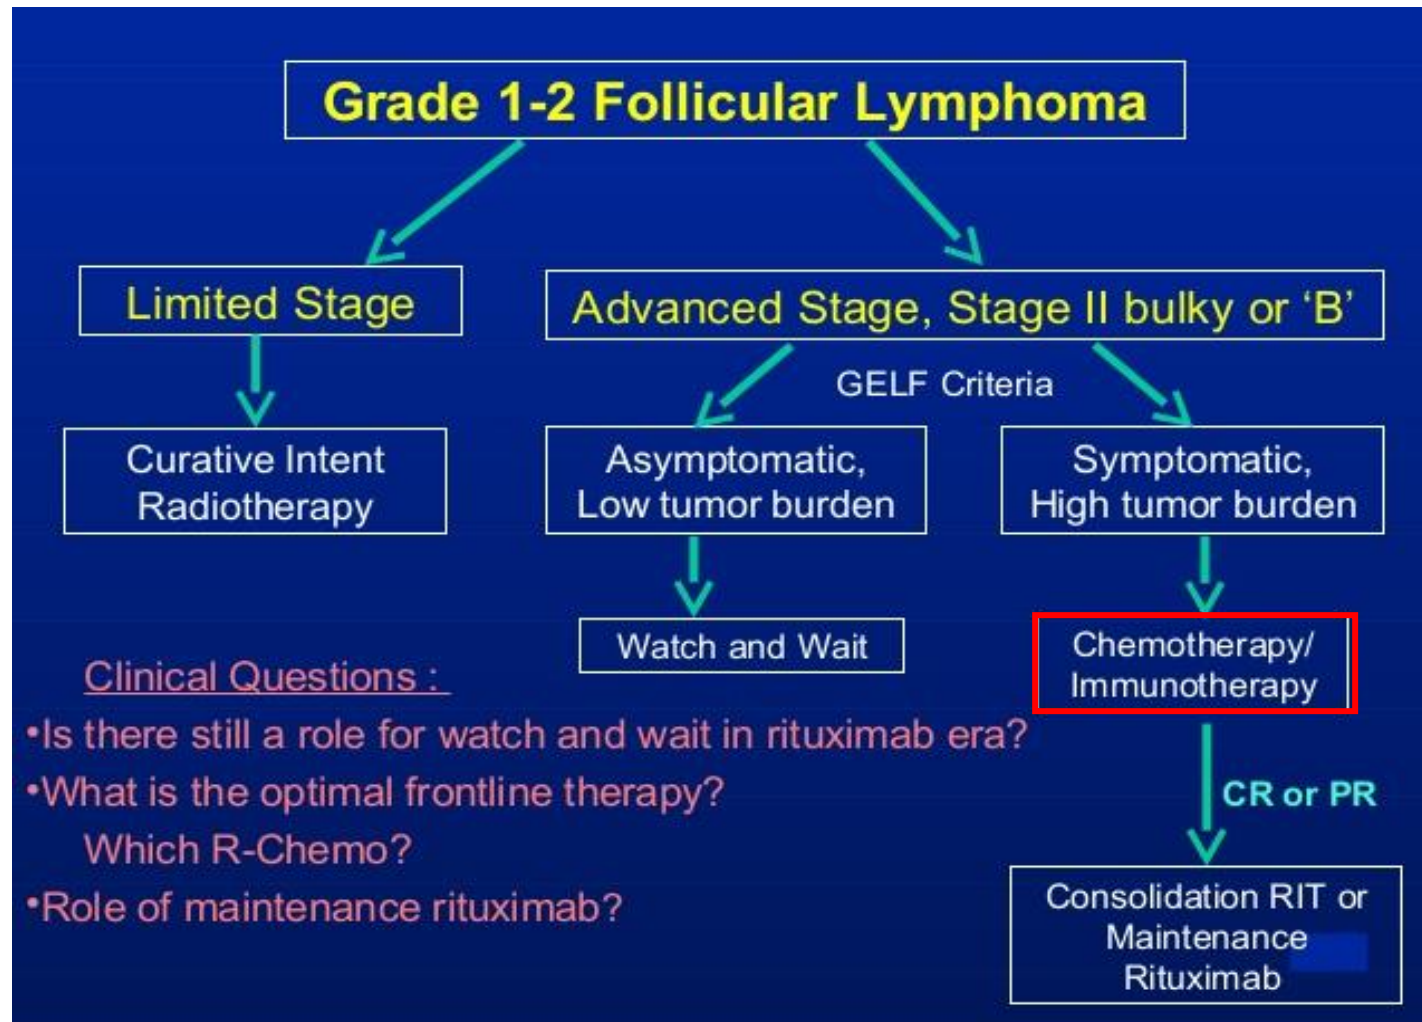 Grade 1-2 Follicular Lymphoma
Limited Stage
Advanced Stage, Stage II bulky or ‘B’
GELF Criteria
Curative Intent
Radiotherapy
Asymptomatic,
Low tumor burden
Symptomatic,
High tumor burden
Watch and Wait
Chemotherapy/
Immunotherapy
CR or PR
Consolidation RIT or
Maintenance
Rituximab
Clinical Questions :
•Is there still a role for watch and wait in rituximab era?
•What is the optimal frontline therapy?
Which R-Chemo?
•Role of maintenance rituximab?